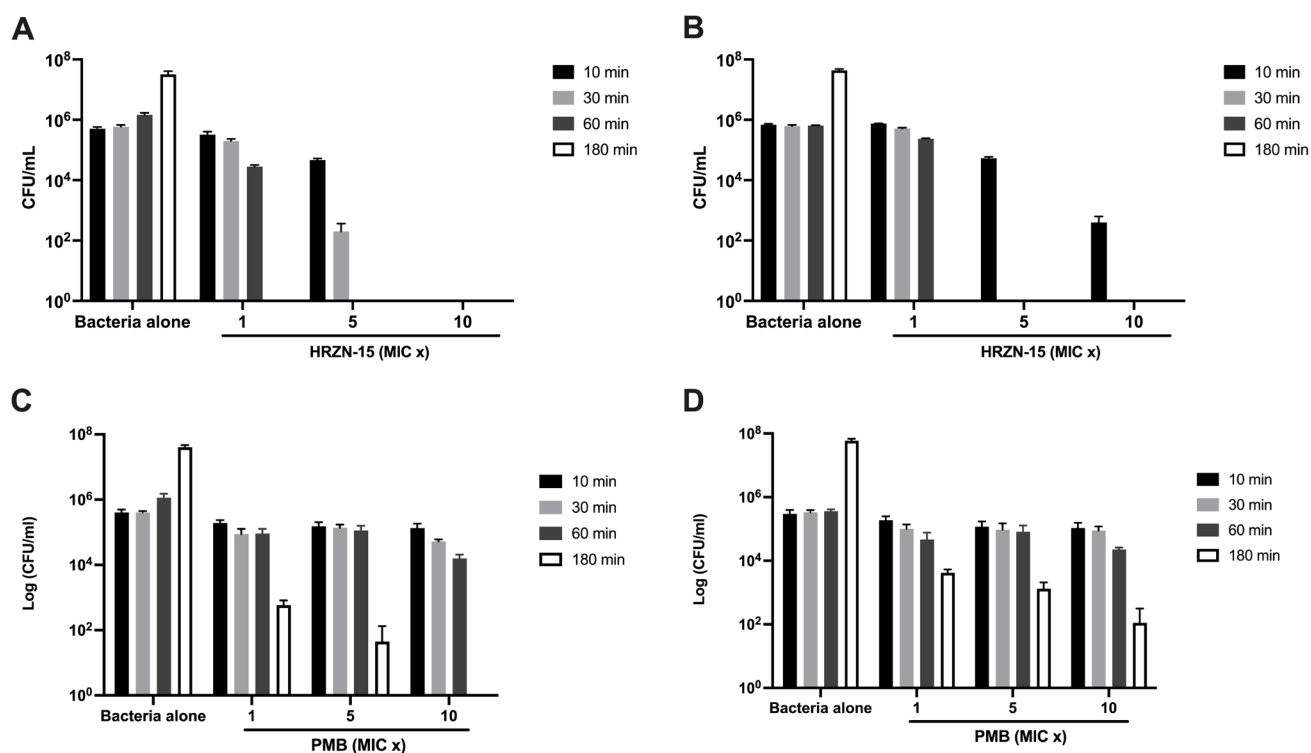 A
CFU/mL
10⁸
10⁶
10⁴
10²
10⁰
Bacteria alone 1 5 10
HRZN-15 (MIC x)
10 min
30 min
60 min
180 min
B
CFU/mL
10⁸
10⁶
10⁴
10²
10⁰
Bacteria alone 1 5 10
HRZN-15 (MIC x)
10 min
30 min
60 min
180 min
C
Log (CFU/ml)
10⁸
10⁶
10⁴
10²
10⁰
Bacteria alone 1 5 10
PMB (MIC x)
10 min
30 min
60 min
180 min
D
Log (CFU/ml)
10⁸
10⁶
10⁴
10²
10⁰
Bacteria alone 1 5 10
PMB (MIC x)
10 min
30 min
60 min
180 min